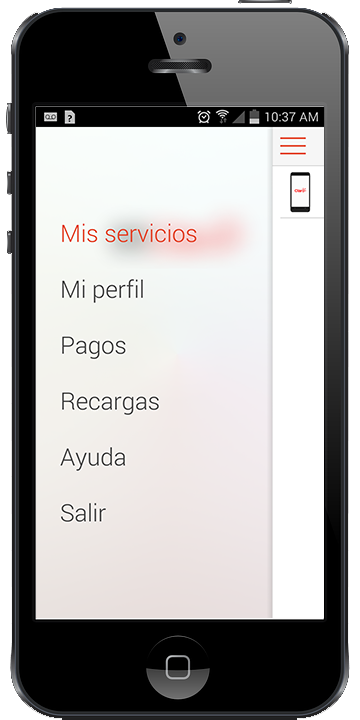 10:37 AM
Mis servicios
Mi perfil
Pagos
Recargas
Ayuda
Salir